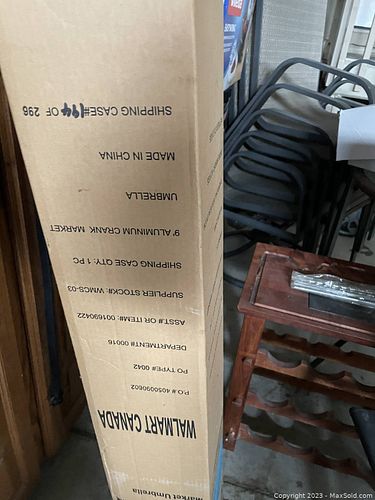 WALMART CANADA
P.O # 4050090602
PO TYPE# 0042
DEPARTMENT# 00016
ASST# OR ITEM#: 001690422
SUPPLIER STOCK#: WMCS-03
SHIPPING CASE QTY: 1 PC
9' ALUMINUM CRANK MARKET
UMBRELLA
MADE IN CHINA
SHIPPING CASE# 194 OF 296
Market Umbrella
Copyright 2023 - MaxSold.com